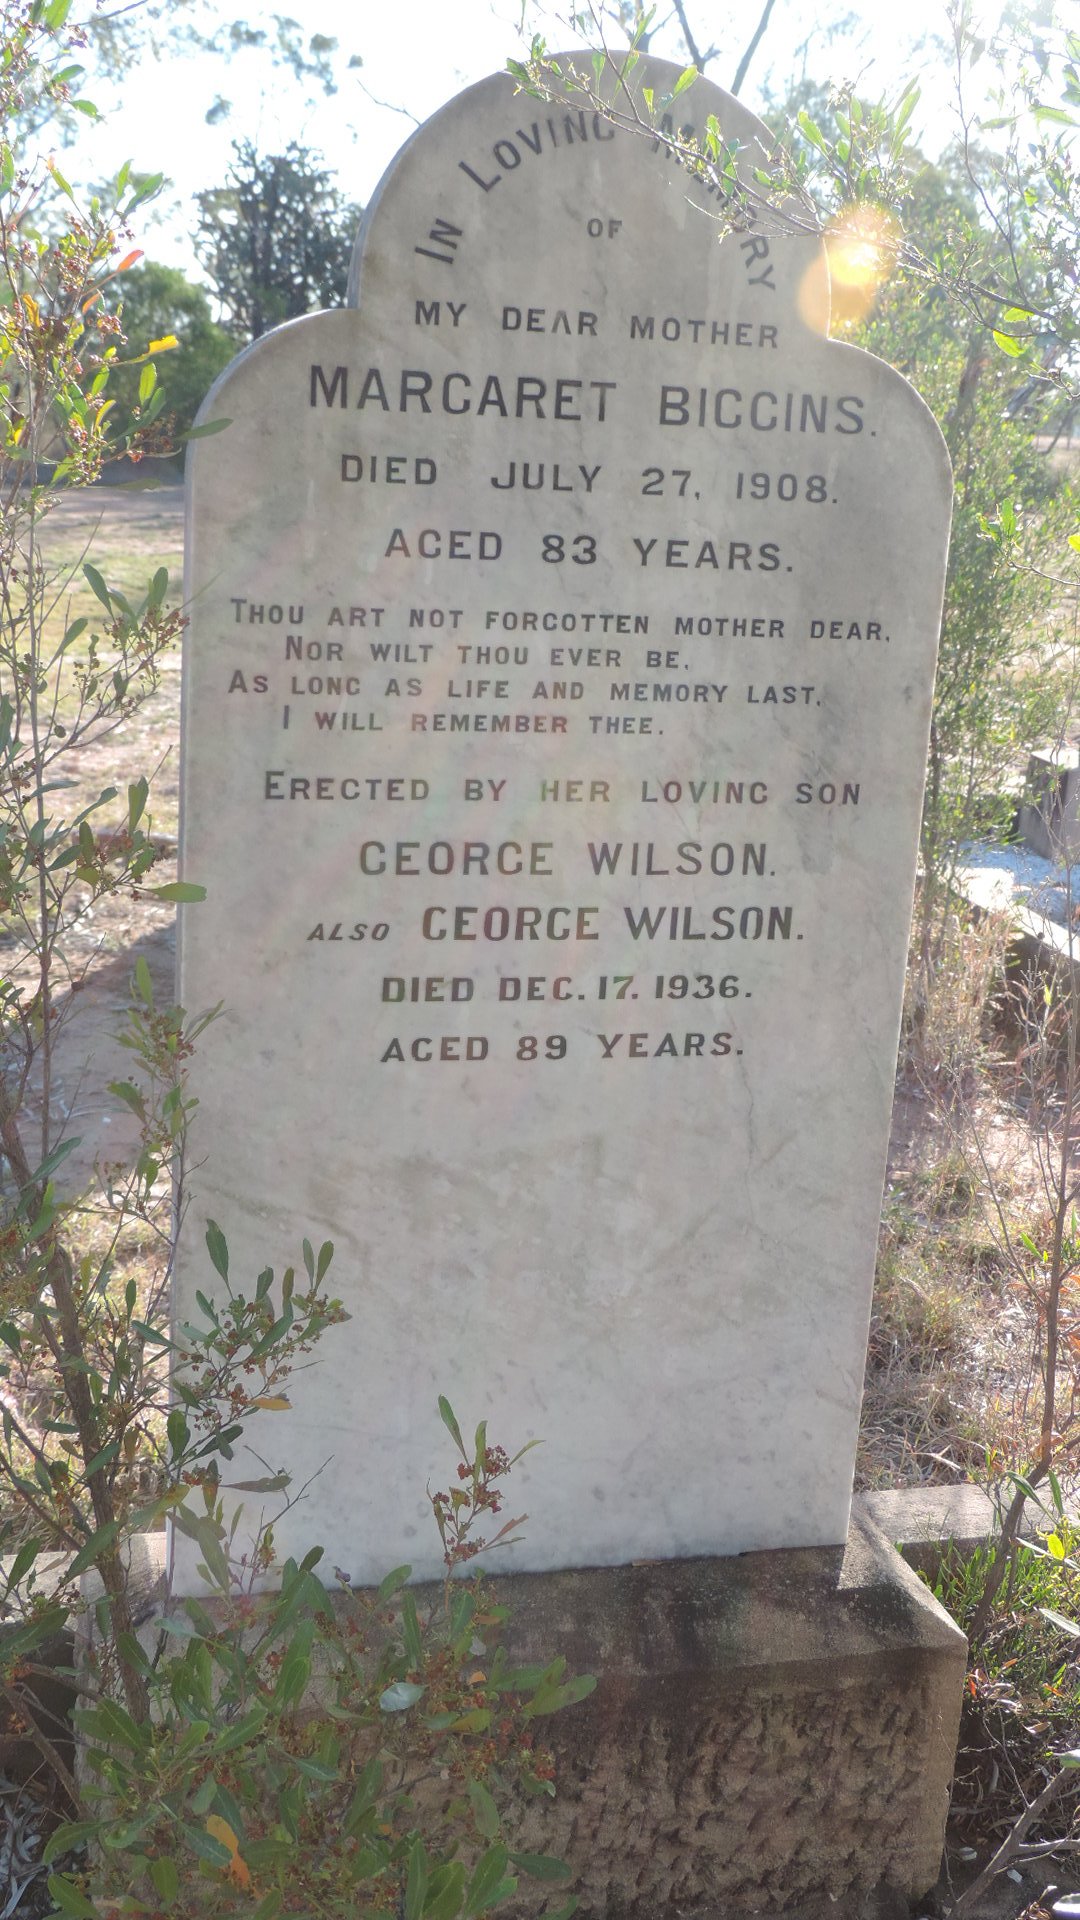 IN LOVING MEMORY
OF
MY DEAR MOTHER
MARGARET BIGGINS.
DIED JULY 27, 1908.
AGED 83 YEARS.
THOU ART NOT FORGOTTEN MOTHER DEAR,
NOR WILT THOU EVER BE,
AS LONG AS LIFE AND MEMORY LAST,
I WILL REMEMBER THEE.
ERECTED BY HER LOVING SON
GEORGE WILSON.
ALSO GEORGE WILSON.
DIED DEC. 17. 1936.
AGED 89 YEARS.